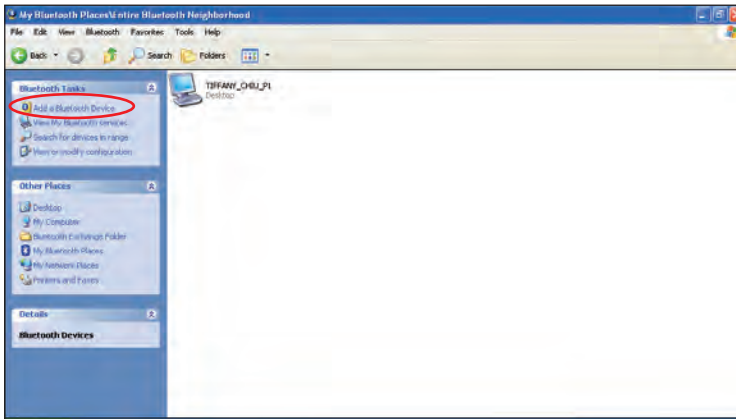 My Bluetooth Places\Entire Bluetooth Neighborhood
File Edit View Bluetooth Favorites Tools Help
Back Search Folders
Bluetooth Tasks
Add a Bluetooth Device
View My Bluetooth services
Search for devices in range
View or modify configuration
TIFFANY_CHIU_P1
Desktop
Other Places
Desktop
My Computer
Bluetooth Exchange Folder
My Bluetooth Places
My Network Places
Printers and Faxes
Details
Bluetooth Devices